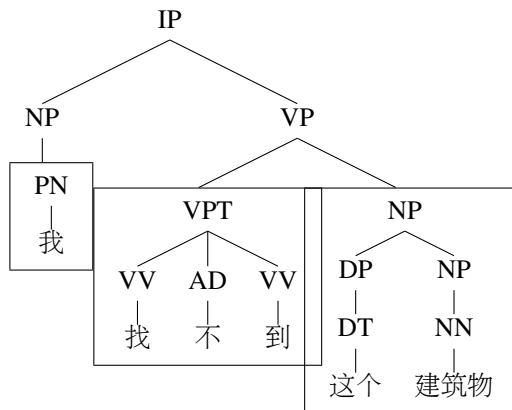 IP
NP VP
PN VPT NP
我 VV AD VV DP NP
找 不 到 DT NN
这个 建筑物